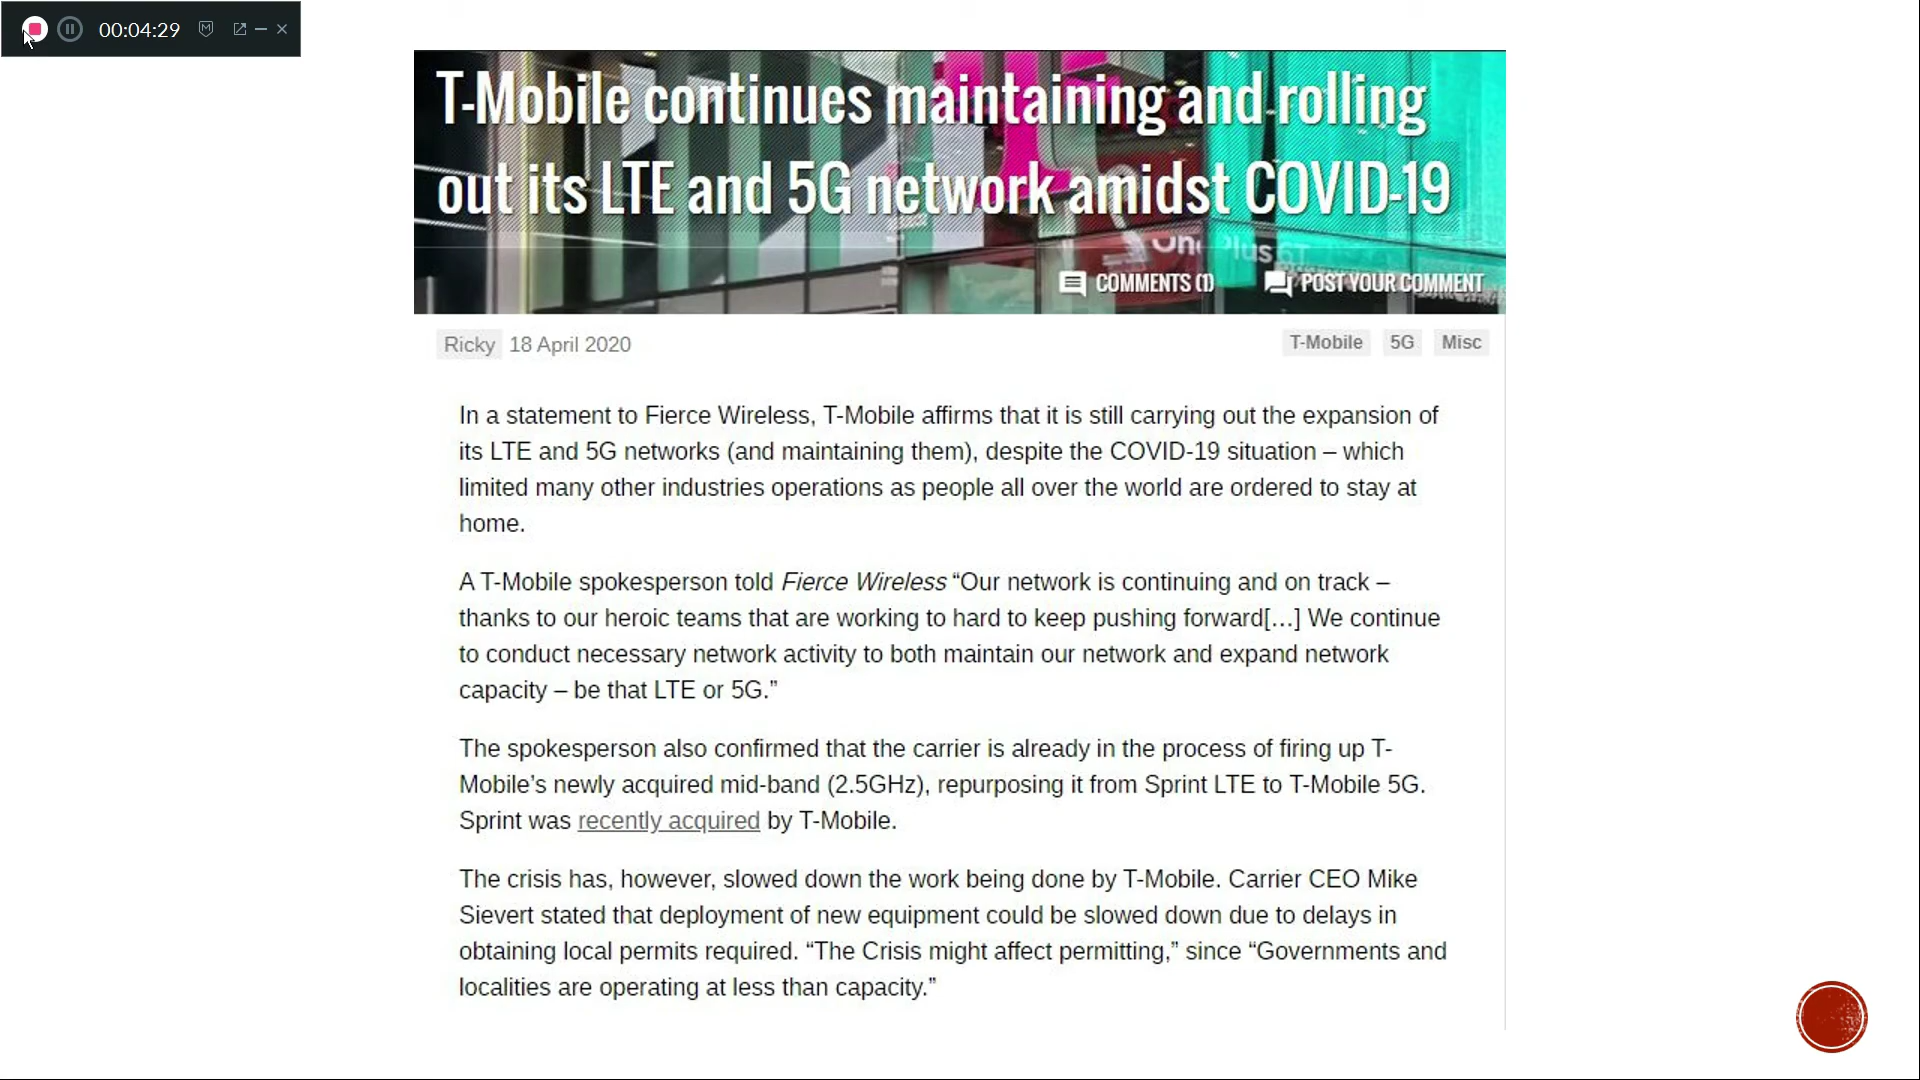 00:04:29
T-Mobile continues maintaining and rolling
out its LTE and 5G network amidst COVID-19
OnePlus 6T
COMMENTS (1) POST YOUR COMMENT
Ricky 18 April 2020 T-Mobile 5G Misc
In a statement to Fierce Wireless, T-Mobile affirms that it is still carrying out the expansion of
its LTE and 5G networks (and maintaining them), despite the COVID-19 situation – which
limited many other industries operations as people all over the world are ordered to stay at
home.
A T-Mobile spokesperson told Fierce Wireless “Our network is continuing and on track –
thanks to our heroic teams that are working to hard to keep pushing forward[…] We continue
to conduct necessary network activity to both maintain our network and expand network
capacity – be that LTE or 5G.”
The spokesperson also confirmed that the carrier is already in the process of firing up T-
Mobile’s newly acquired mid-band (2.5GHz), repurposing it from Sprint LTE to T-Mobile 5G.
Sprint was recently acquired by T-Mobile.
The crisis has, however, slowed down the work being done by T-Mobile. Carrier CEO Mike
Sievert stated that deployment of new equipment could be slowed down due to delays in
obtaining local permits required. “The Crisis might affect permitting,” since “Governments and
localities are operating at less than capacity.”